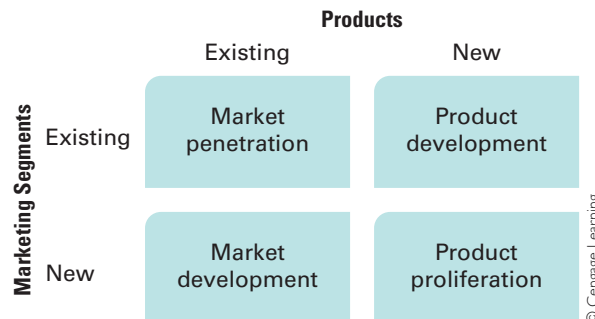 Products
Existing
New
Marketing Segments
Existing
Market
penetration
Product
development
New
Market
development
Product
proliferation
© Cengage Learning